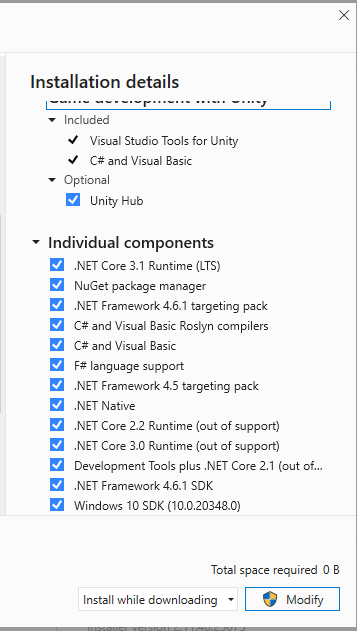 Installation details
Game development with Unity
Included
Visual Studio Tools for Unity
C# and Visual Basic
Optional
Unity Hub
Individual components
.NET Core 3.1 Runtime (LTS)
NuGet package manager
.NET Framework 4.6.1 targeting pack
C# and Visual Basic Roslyn compilers
C# and Visual Basic
F# language support
.NET Framework 4.5 targeting pack
.NET Native
.NET Core 2.2 Runtime (out of support)
.NET Core 3.0 Runtime (out of support)
Development Tools plus .NET Core 2.1 (out of...
.NET Framework 4.6.1 SDK
Windows 10 SDK (10.0.20348.0)
Total space required 0 B
Install while downloading
Modify